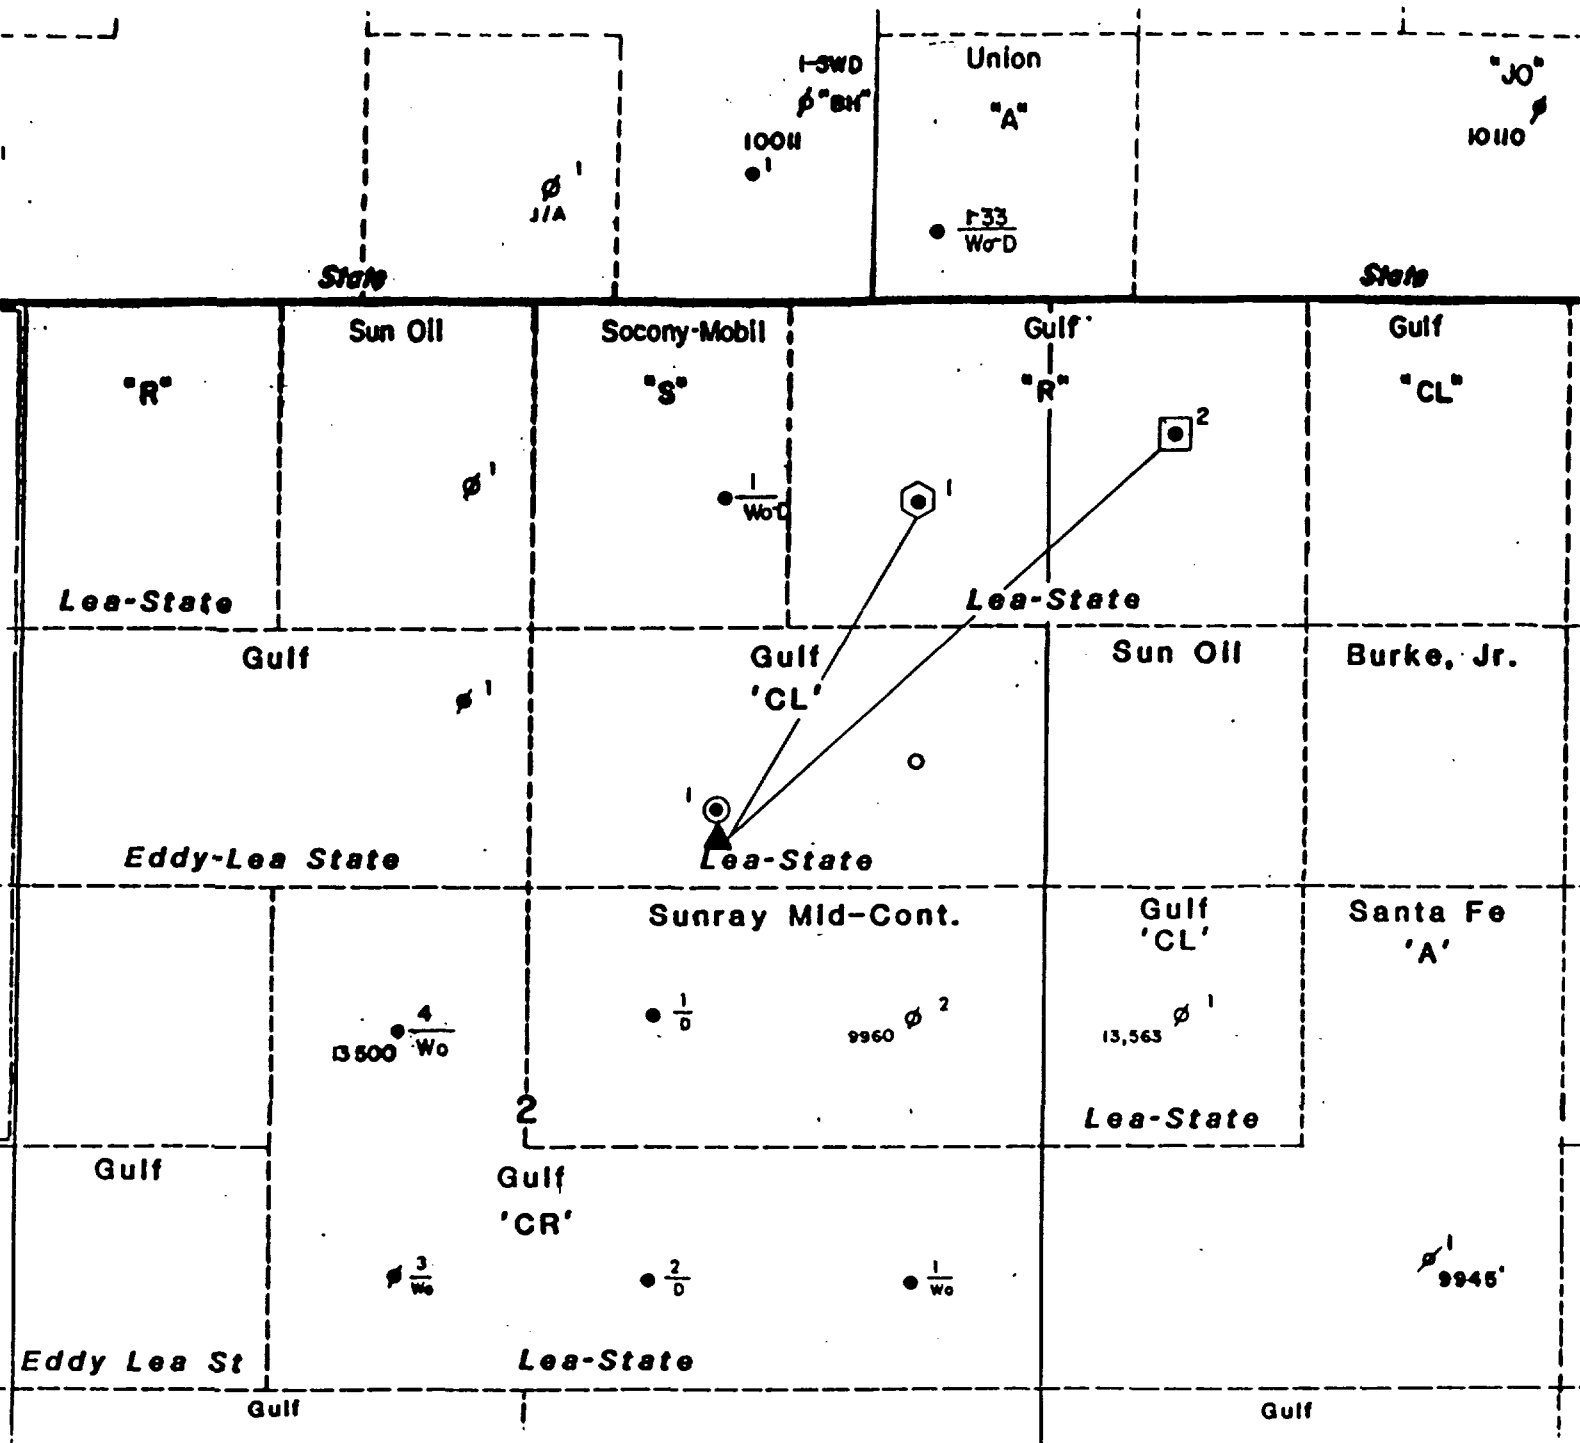 I-SWD
"BH"
Union
"A"
"JO"
10110
1
J/A
1
1-33
Wo-D
State
State
Sun Oil
Socony-Mobil
Gulf
Gulf
"R"
"S"
"R"
"CL"
2
1
1
Wo-D
1
Lea-State
Lea-State
Gulf
Gulf
'CL'
Sun Oil
Burke, Jr.
1
1
Eddy-Lea State
Lea-State
Sunray Mid-Cont.
Gulf
'CL'
Santa Fe
'A'
4
Wo
13500
1
D
9960
2
13,563
1
2
Lea-State
Gulf
Gulf
'CR'
3
Wo
2
D
1
Wo
1
9945'
Eddy Lea St
Lea-State
Gulf
Gulf